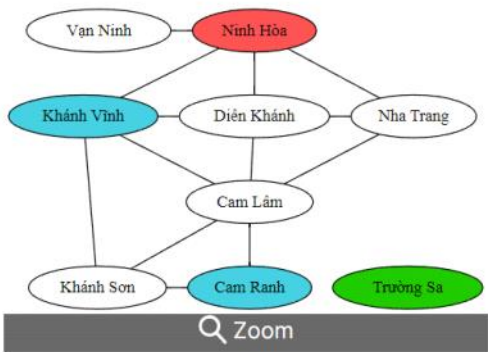 Vạn Ninh
Ninh Hòa
Khánh Vĩnh
Diên Khánh
Nha Trang
Cam Lâm
Khánh Sơn
Cam Ranh
Trường Sa
Zoom